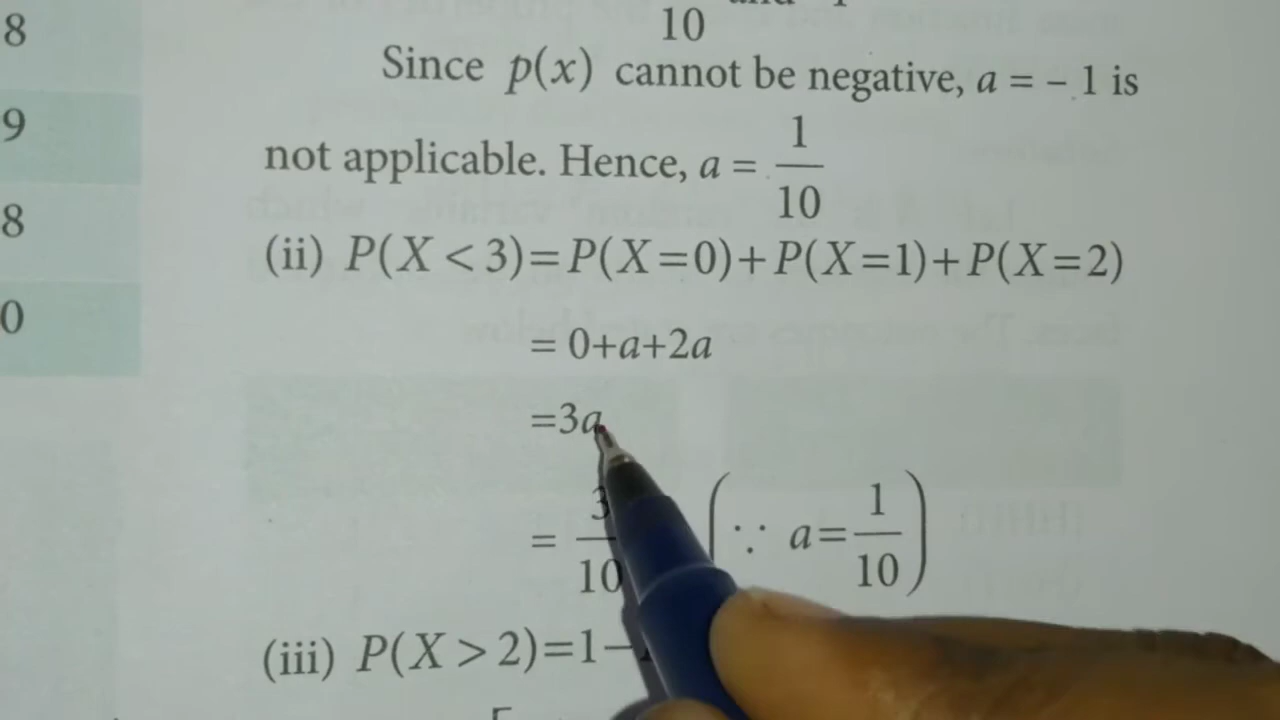 8
9
8
0
10
Since p(x) cannot be negative, a = – 1 is
not applicable. Hence, a = 1/10
(ii) P(X < 3)=P(X=0)+P(X=1)+P(X=2)
= 0+a+2a
=3a
= 3/10 (∵ a=1/10)
(iii) P(X > 2)=1–